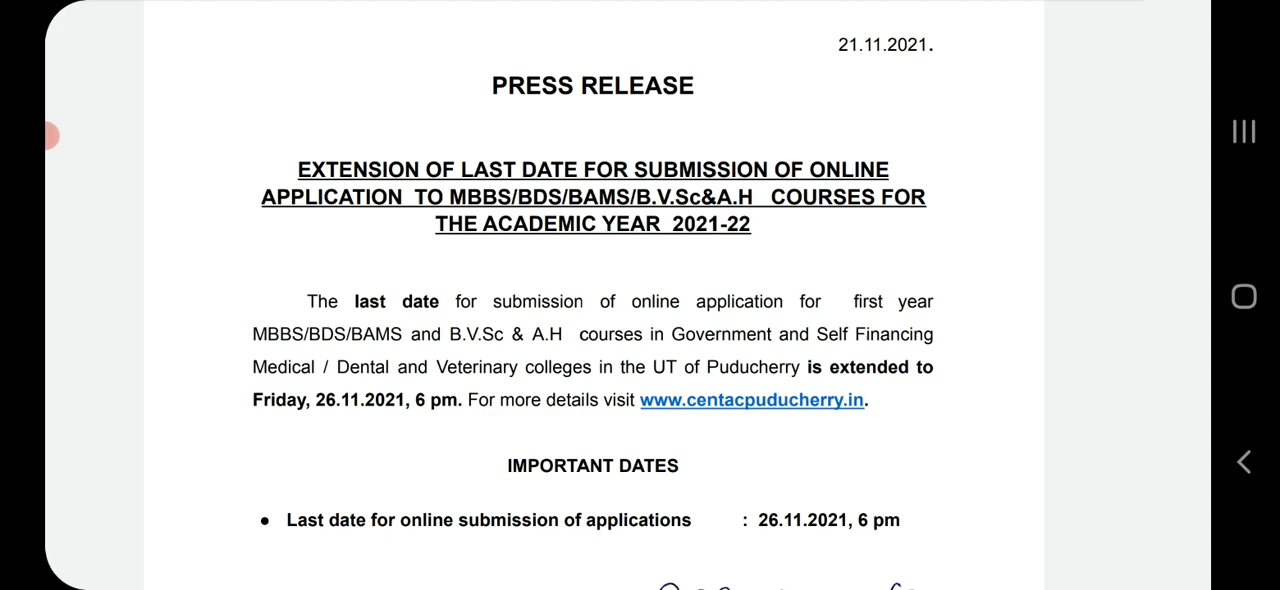 21.11.2021.
PRESS RELEASE
EXTENSION OF LAST DATE FOR SUBMISSION OF ONLINE
APPLICATION TO MBBS/BDS/BAMS/B.V.Sc&A.H COURSES FOR
THE ACADEMIC YEAR 2021-22
The last date for submission of online application for first year
MBBS/BDS/BAMS and B.V.Sc & A.H courses in Government and Self Financing
Medical / Dental and Veterinary colleges in the UT of Puducherry is extended to
Friday, 26.11.2021, 6 pm. For more details visit www.centacpuducherry.in.
IMPORTANT DATES
● Last date for online submission of applications : 26.11.2021, 6 pm